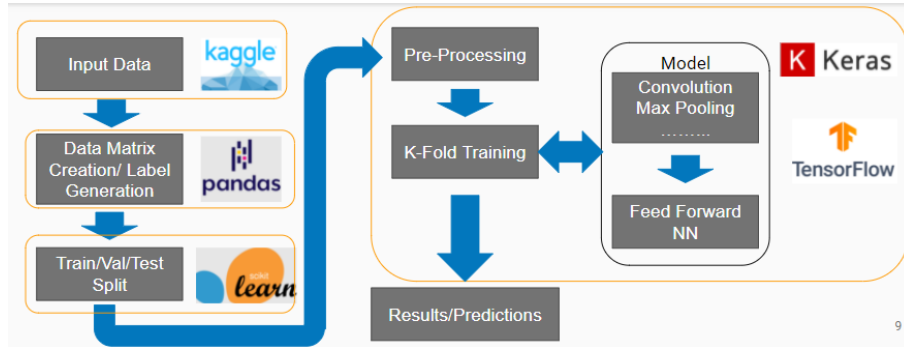 Input Data
kaggle
Data Matrix
Creation/ Label
Generation
pandas
Train/Val/Test
Split
scikit
learn
Pre-Processing
K-Fold Training
Results/Predictions
Model
Convolution
Max Pooling
.........
Feed Forward
NN
K Keras
TensorFlow
9